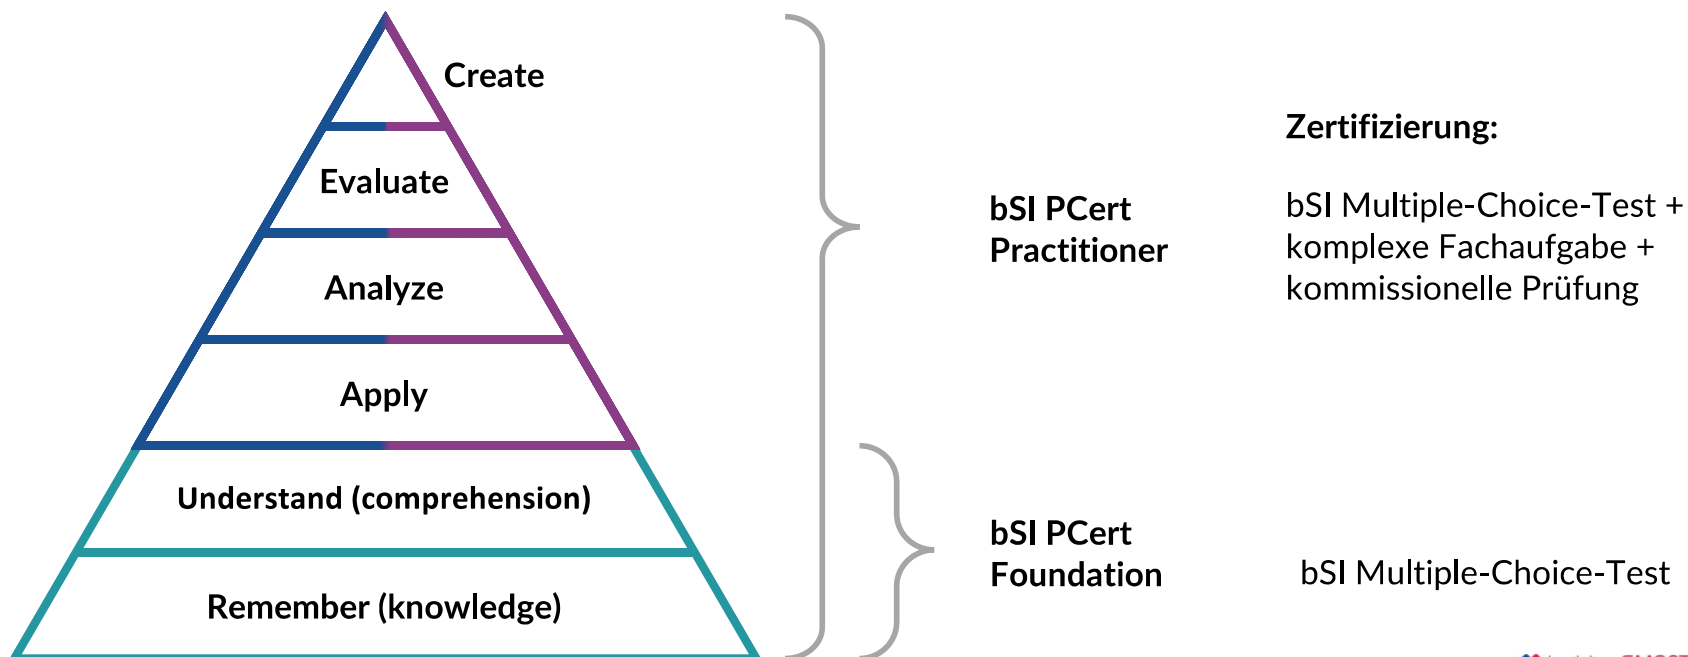 Create
Evaluate
Analyze
Apply
Understand (comprehension)
Remember (knowledge)
bSI PCert
Practitioner
bSI PCert
Foundation
Zertifizierung:
bSI Multiple-Choice-Test +
komplexe Fachaufgabe +
kommissionelle Prüfung
bSI Multiple-Choice-Test